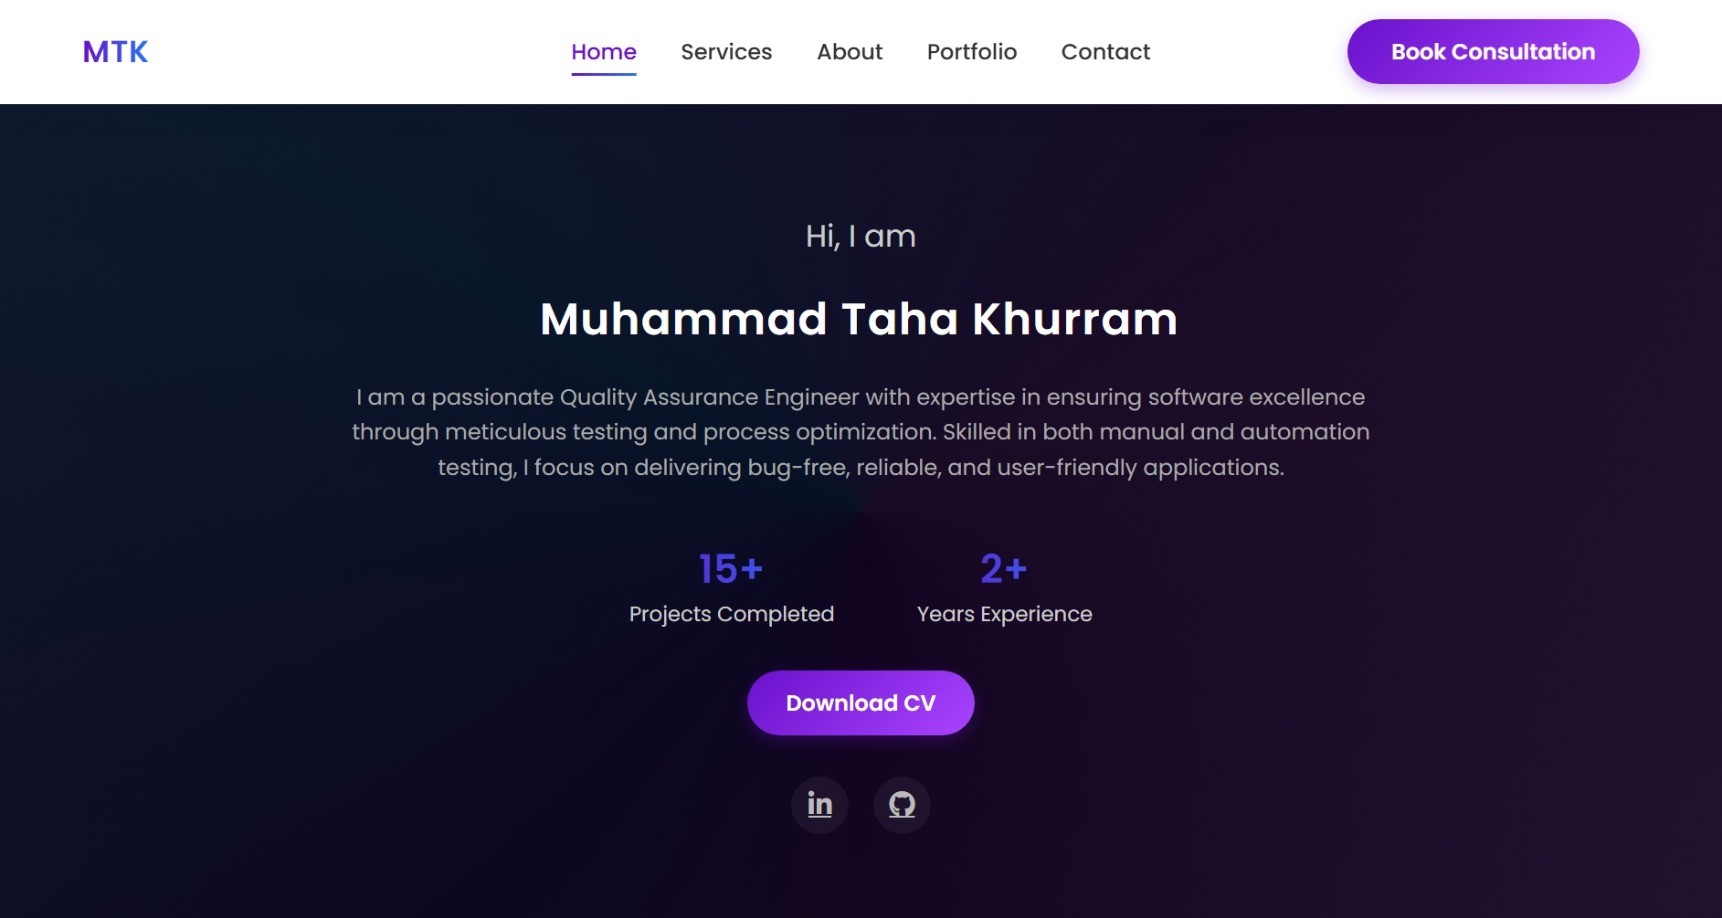 MTK
Home
Services
About
Portfolio
Contact
Book Consultation
Hi, I am
Muhammad Taha Khurram
I am a passionate Quality Assurance Engineer with expertise in ensuring software excellence
through meticulous testing and process optimization. Skilled in both manual and automation
testing, I focus on delivering bug-free, reliable, and user-friendly applications.
15+
Projects Completed
2+
Years Experience
Download CV
in